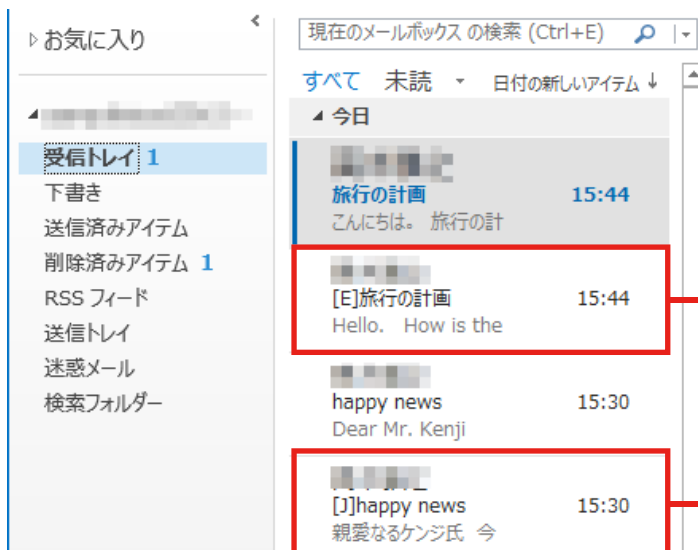 お気に入り
受信トレイ 1
下書き
送信済みアイテム
削除済みアイテム 1
RSS フィード
送信トレイ
迷惑メール
検索フォルダー
現在のメールボックス の検索 (Ctrl+E)
すべて 未読 日付の新しいアイテム ↓
今日
旅行の計画 15:44
こんにちは。 旅行の計
[E]旅行の計画 15:44
Hello. How is the
happy news 15:30
Dear Mr. Kenji
[J]happy news 15:30
親愛なるケンジ氏 今